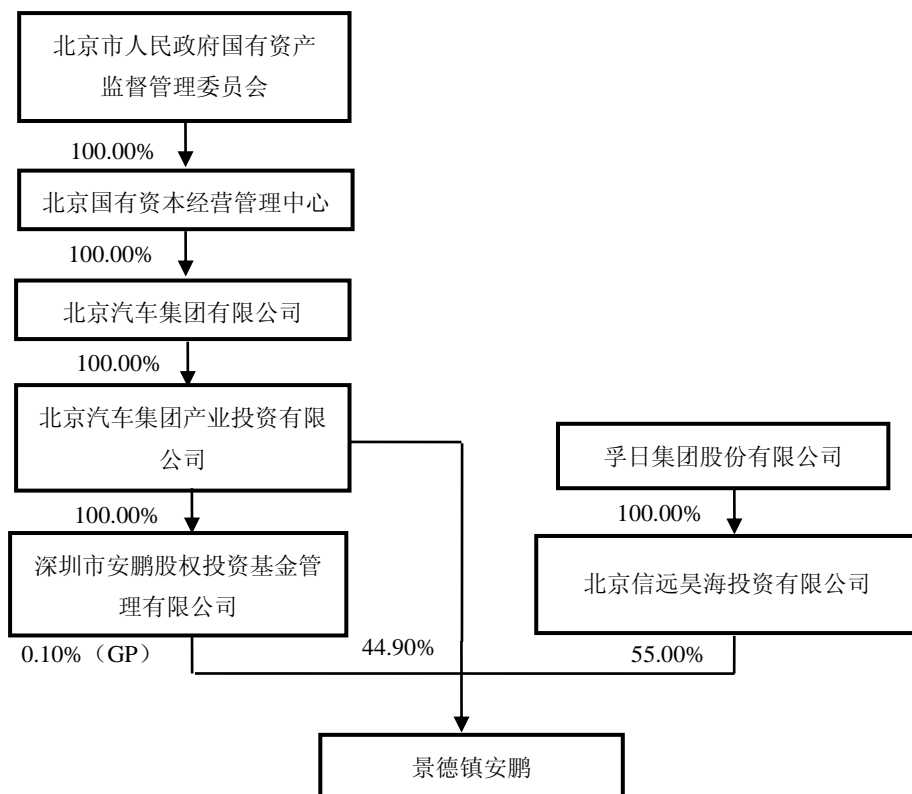 北京市人民政府国有资产
监督管理委员会
100.00%
北京国有资本经营管理中心
100.00%
北京汽车集团有限公司
100.00%
北京汽车集团产业投资有限
公司
孚日集团股份有限公司
100.00%
100.00%
深圳市安鹏股权投资基金管
理有限公司
北京信远昊海投资有限公司
0.10%（GP）
44.90%
55.00%
景德镇安鹏